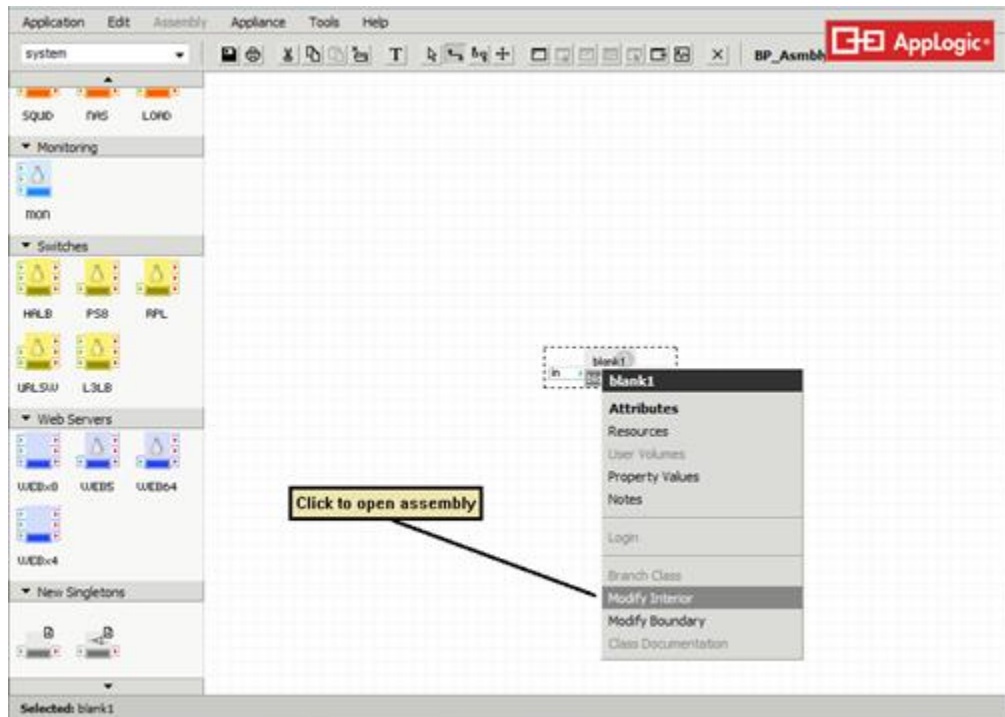 Application Edit Assembly Appliance Tools Help
system
T
BP_Asmbly
AppLogic
SQUID NAS LOAD
Monitoring
mon
Switches
HALB PS8 RPL
URLSW L3LB
Web Servers
WEBx8 WEB5 WEB64
WEBx4
New Singletons
blank1
in
blank1
Attributes
Resources
User Volumes
Property Values
Notes
Login
Branch Class
Modify Interior
Modify Boundary
Class Documentation
Click to open assembly
Selected: blank1